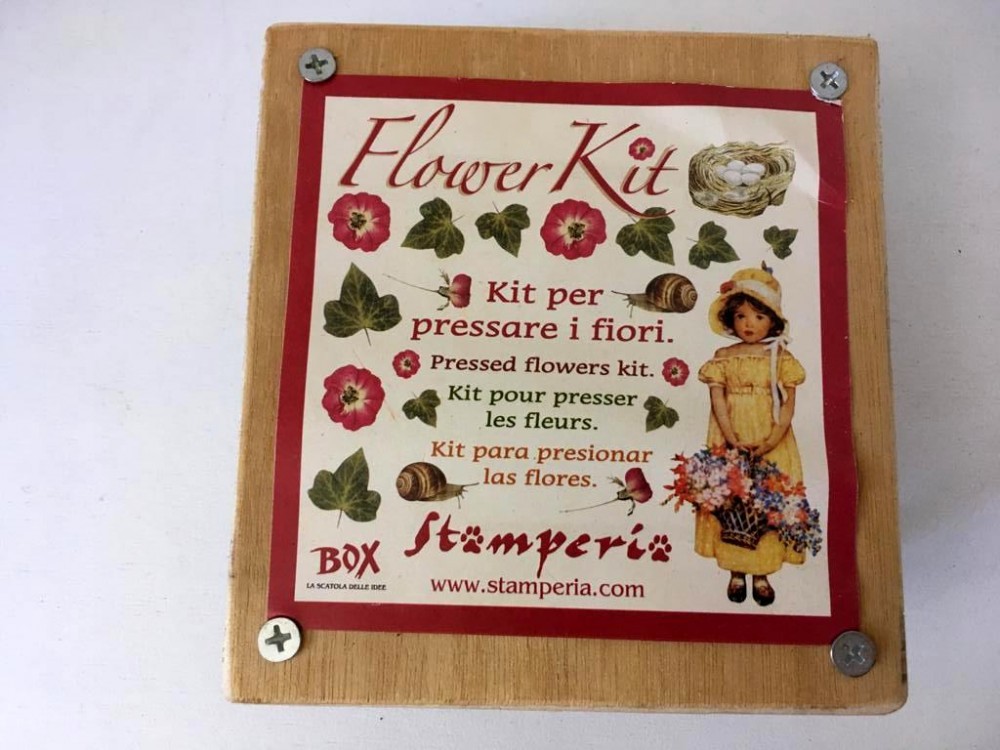 Flower Kit
Kit per
pressare i fiori.
Pressed flowers kit.
Kit pour presser
les fleurs.
Kit para presionar
las flores.
Stamperia
BOX
LA SCATOLA DELLE IDEE
www.stamperia.com